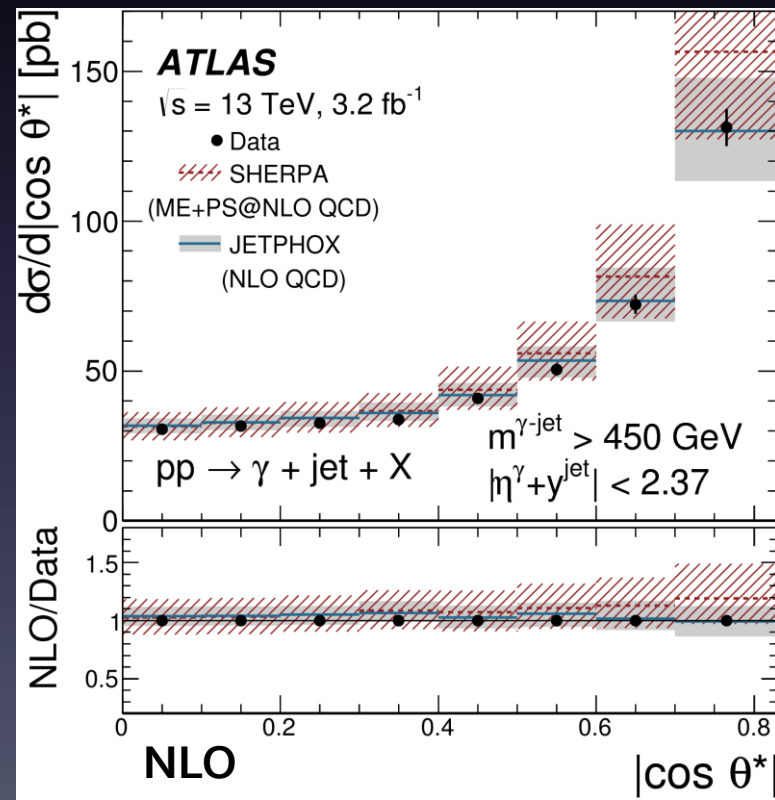 dσ/d|cos θ*| [pb]
150
100
50
0
ATLAS
√s = 13 TeV, 3.2 fb⁻¹
Data
SHERPA
(ME+PS@NLO QCD)
JETPHOX
(NLO QCD)
pp → γ + jet + X
m^γ-jet > 450 GeV
|η^γ+y^jet| < 2.37
NLO/Data
1.5
1
0.5
0 0.2 0.4 0.6 0.8
NLO
|cos θ*|